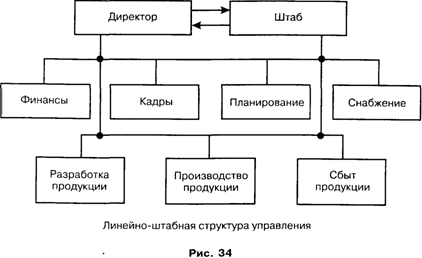 Директор
Штаб
Финансы
Кадры
Планирование
Снабжение
Разработка
продукции
Производство
продукции
Сбыт
продукции
Линейно-штабная структура управления
Рис. 34